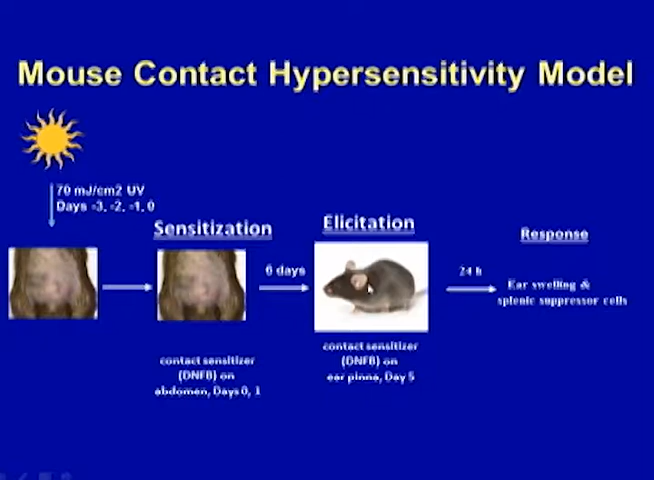 Mouse Contact Hypersensitivity Model
70 mJ/cm2 UV
Days -3, -2, -1, 0
Sensitization
Elicitation
Response
6 days
24 h
Ear swelling &
splenic suppressor cells
contact sensitizer
(DNFB) on
abdomen, Days 0, 1
contact sensitizer
(DNFB) on
ear pinna, Day 5